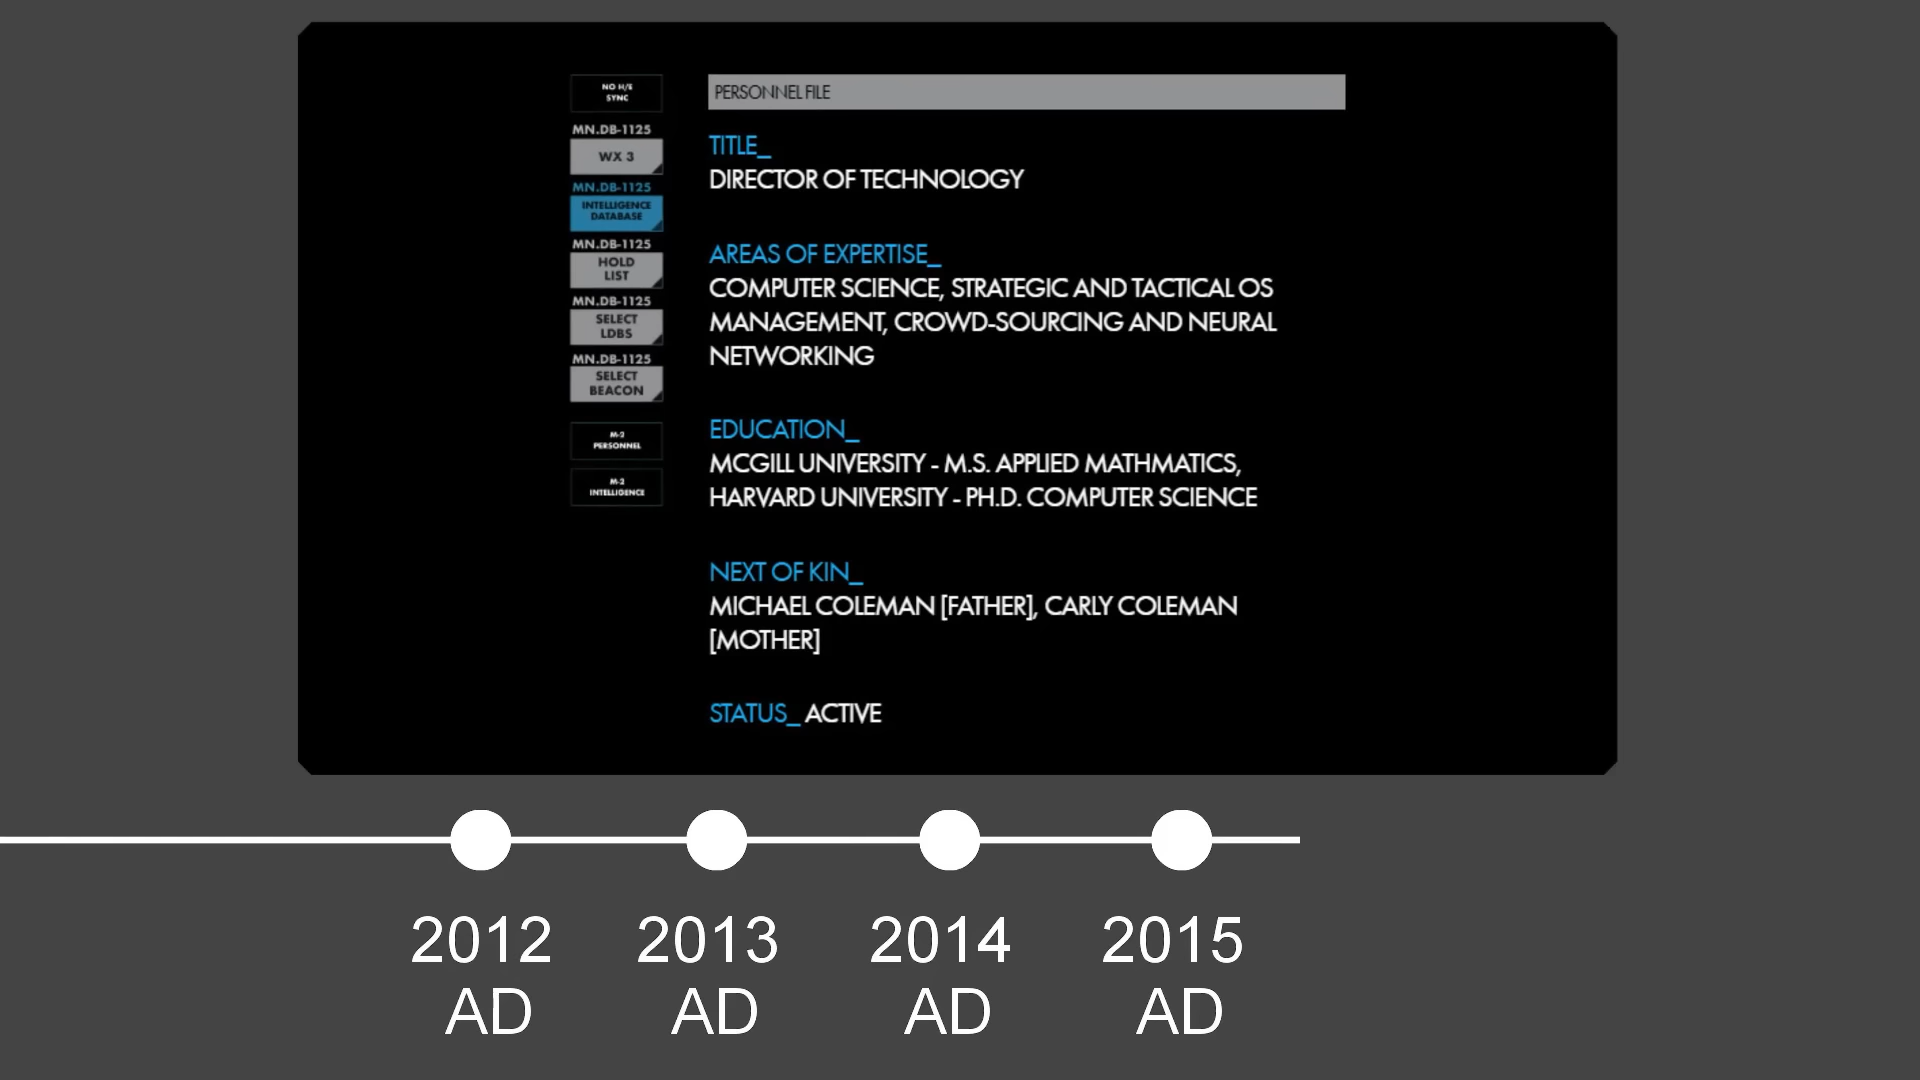 NO H/S
SYNC
MN.DB-1125
WX 3
MN.DB-1125
INTELLIGENCE
DATABASE
MN.DB-1125
HOLD
LIST
MN.DB-1125
SELECT
LDBS
MN.DB-1125
SELECT
BEACON
M-2
PERSONNEL
M-2
INTELLIGENCE
PERSONNEL FILE
TITLE_
DIRECTOR OF TECHNOLOGY
AREAS OF EXPERTISE_
COMPUTER SCIENCE, STRATEGIC AND TACTICAL OS
MANAGEMENT, CROWD-SOURCING AND NEURAL
NETWORKING
EDUCATION_
MCGILL UNIVERSITY - M.S. APPLIED MATHMATICS,
HARVARD UNIVERSITY - PH.D. COMPUTER SCIENCE
NEXT OF KIN_
MICHAEL COLEMAN [FATHER], CARLY COLEMAN
[MOTHER]
STATUS_ ACTIVE
2012 2013 2014 2015
AD AD AD AD